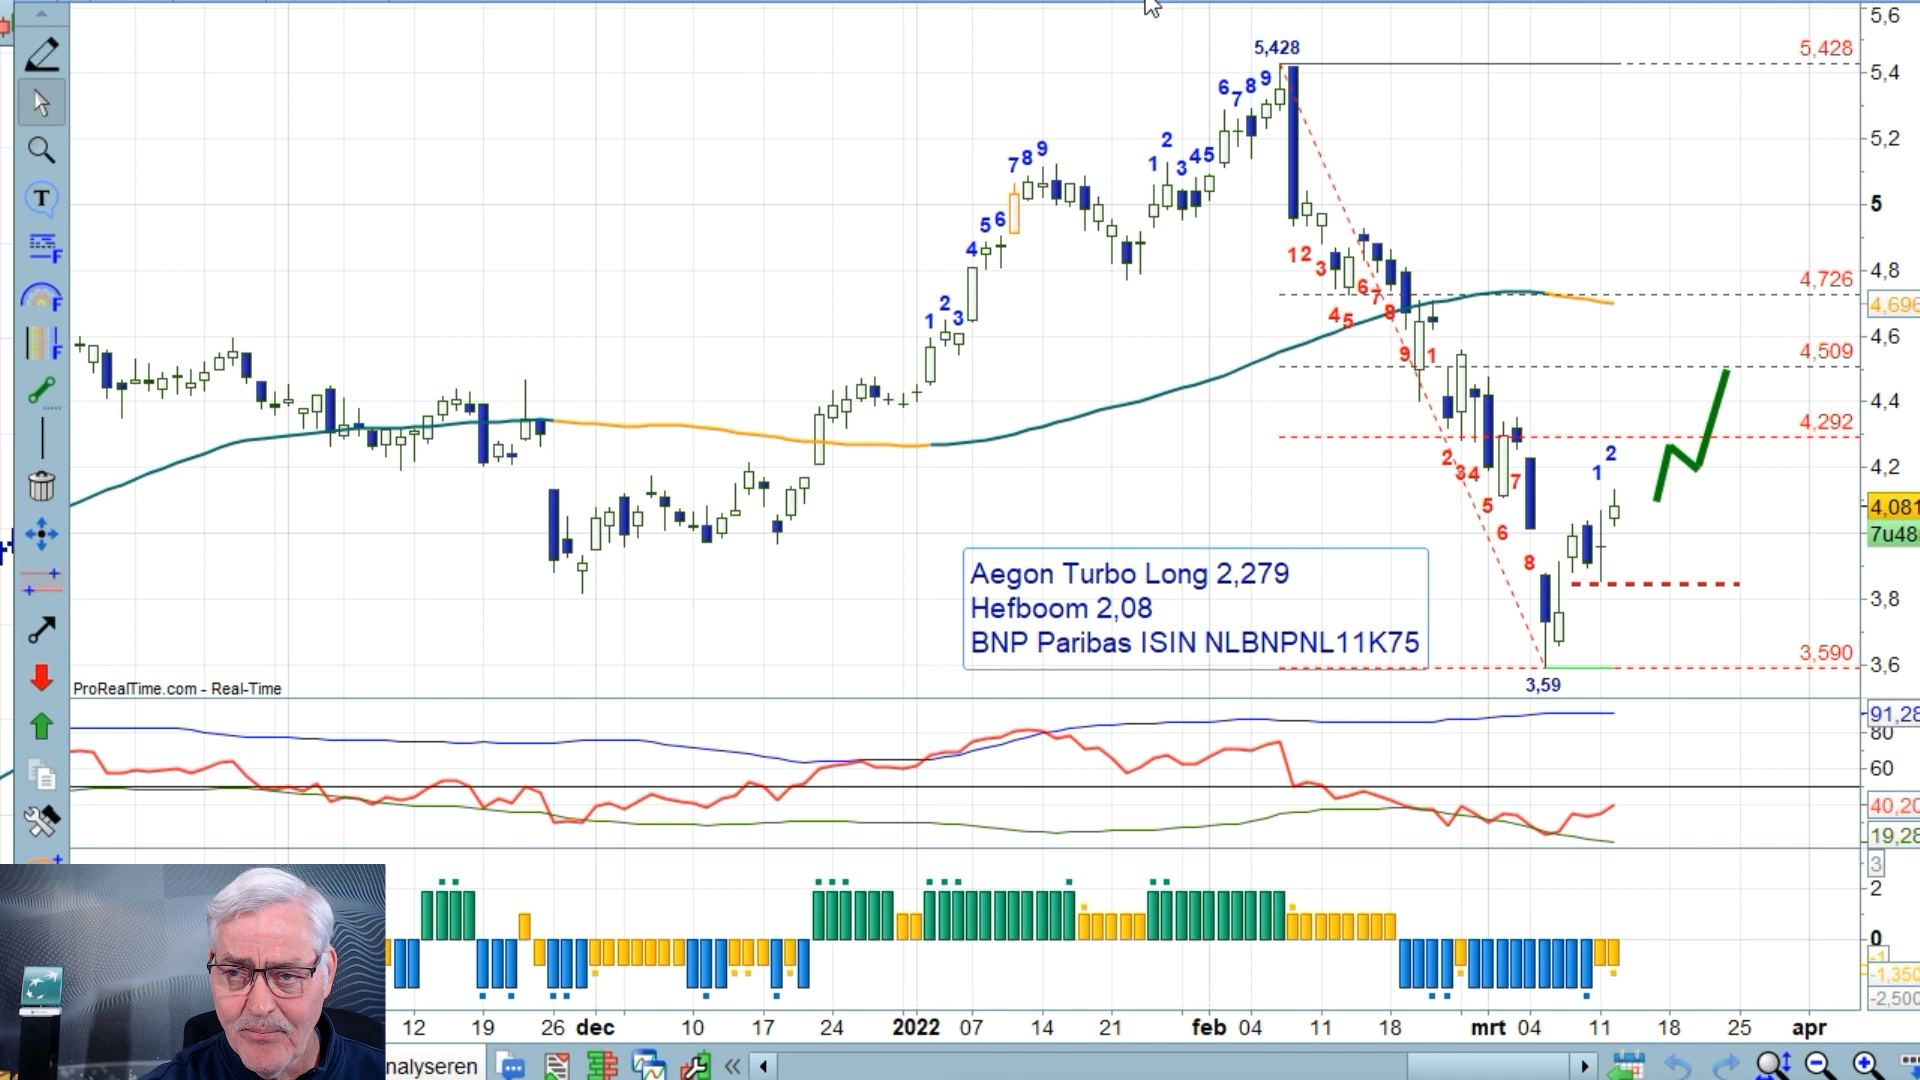 5,428
5,6
5,428
5,4
5,2
5
4,8
4,726
4,696
4,6
4,509
4,4
4,292
4,2
4,081
7u48
3,8
3,590
3,6
3,59
1 2 3 4 5 6 7 8 9
1 2 3 4 5 6 7 8 9
1 2 3 4 5 6 7 8 9
1 2 3 4 5 6 7 8
1 2
Aegon Turbo Long 2,279
Hefboom 2,08
BNP Paribas ISIN NLBNPNL11K75
ProRealTime.com - Real-Time
91,28
80
60
40,20
19,28
3
2
0
-1
-1,350
-2,500
12 19 26 dec 10 17 24 2022 07 14 21 feb 04 11 18 mrt 04 11 18 25 apr
nalyseren